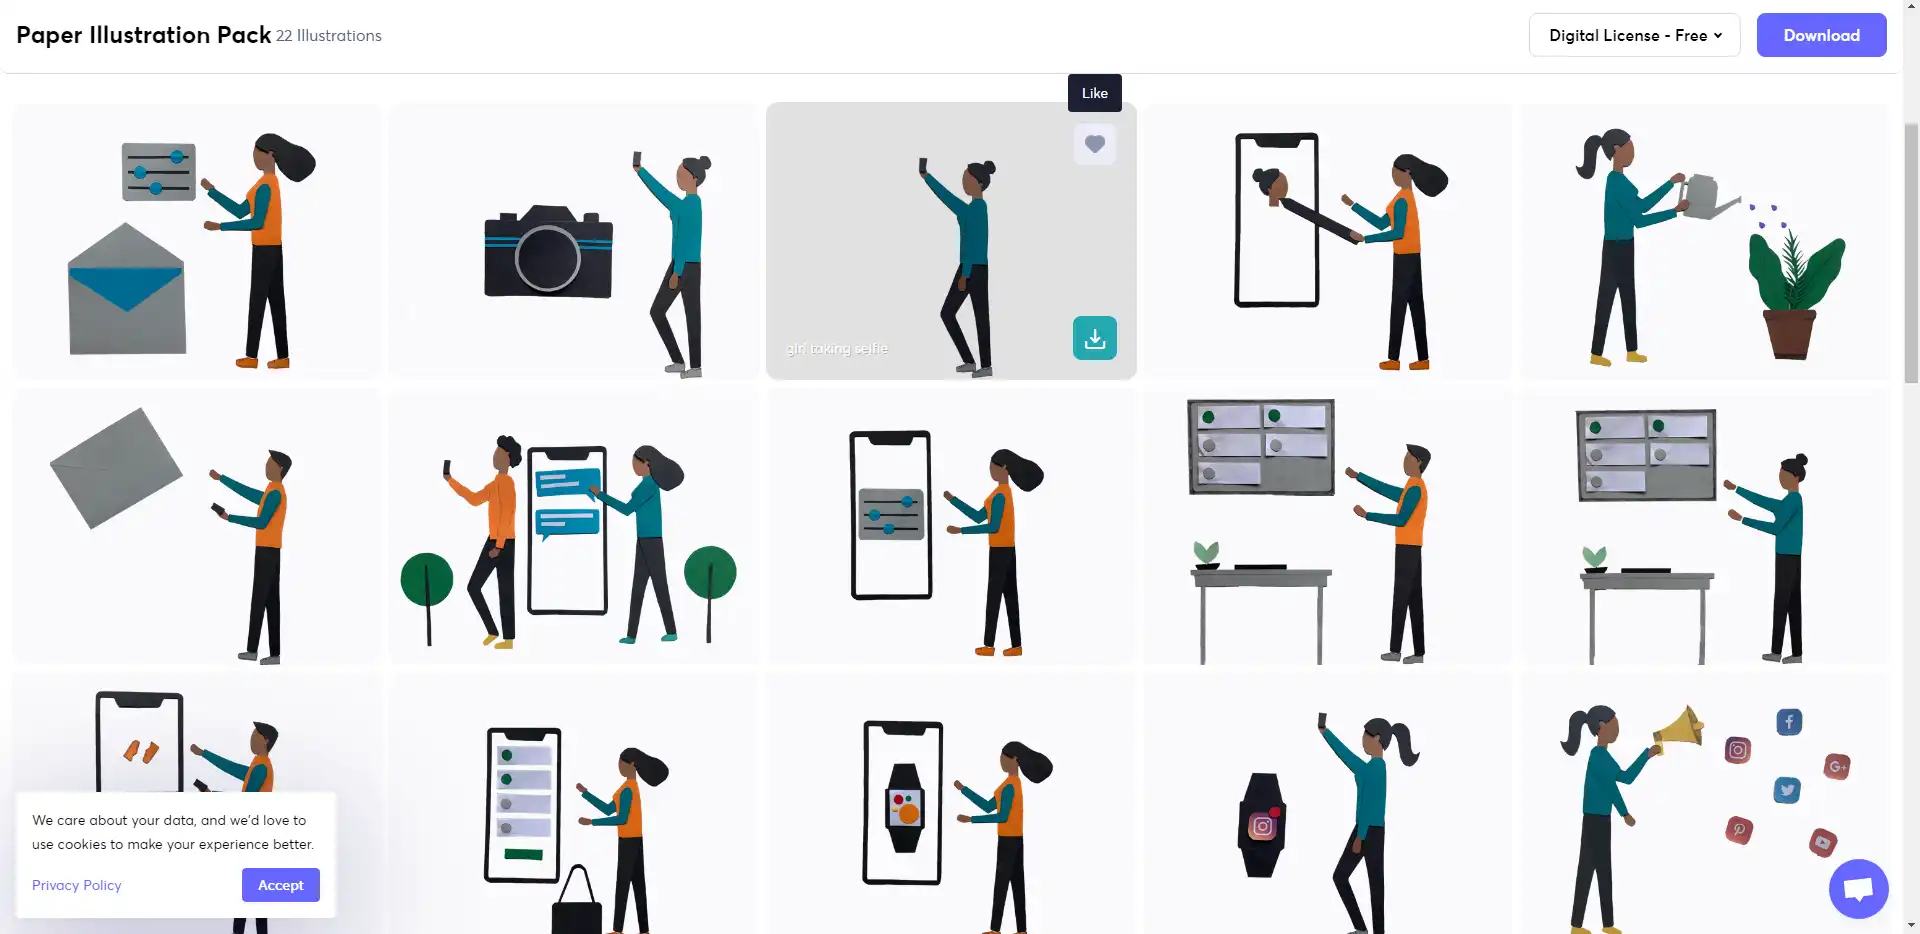 Paper Illustration Pack 22 Illustrations
Digital License - Free
Download
Like
girl taking selfie
G+
We care about your data, and we'd love to
use cookies to make your experience better.
Privacy Policy
Accept